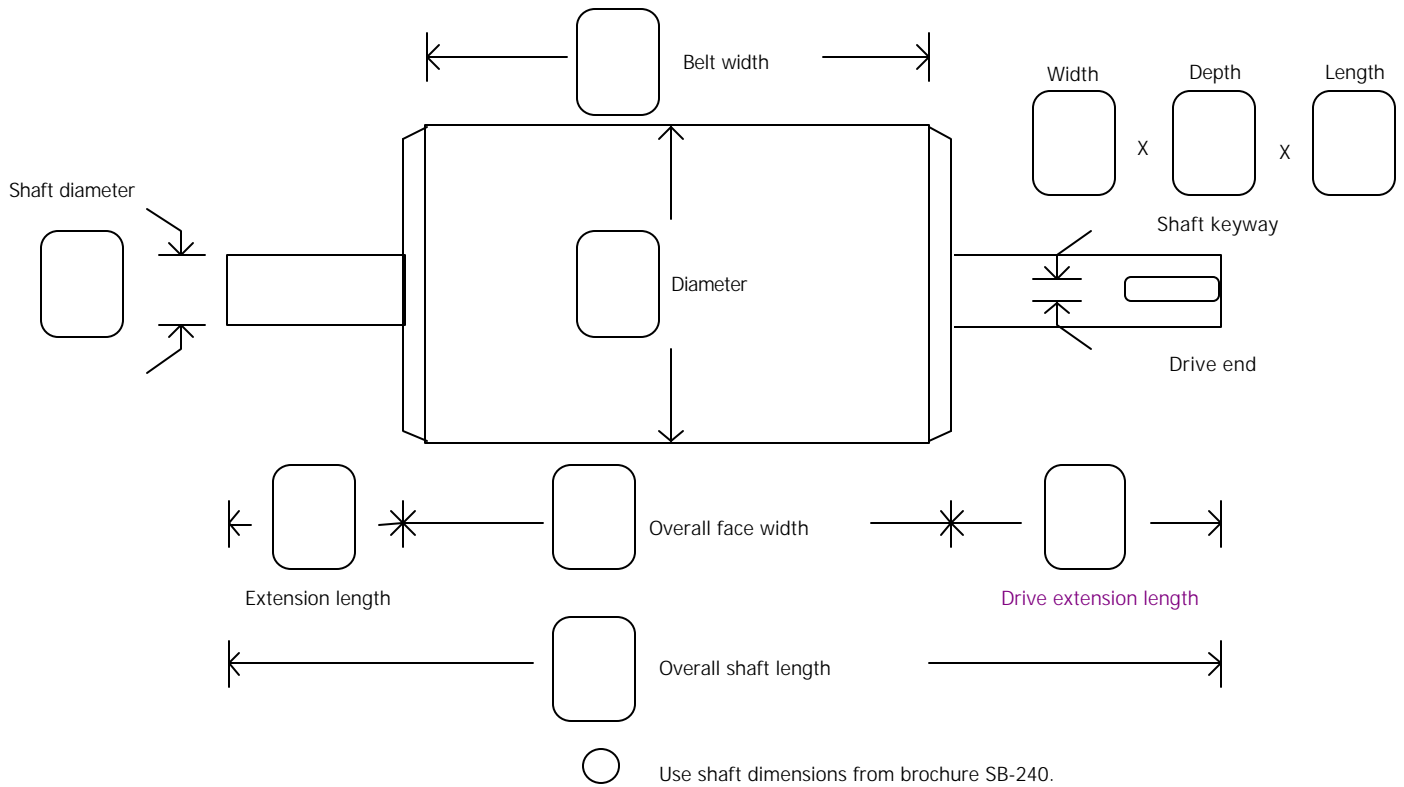 Belt width
Width
Depth
Length
X
X
Shaft diameter
Shaft keyway
Diameter
Drive end
Overall face width
Extension length
Drive extension length
Overall shaft length
Use shaft dimensions from brochure SB-240.